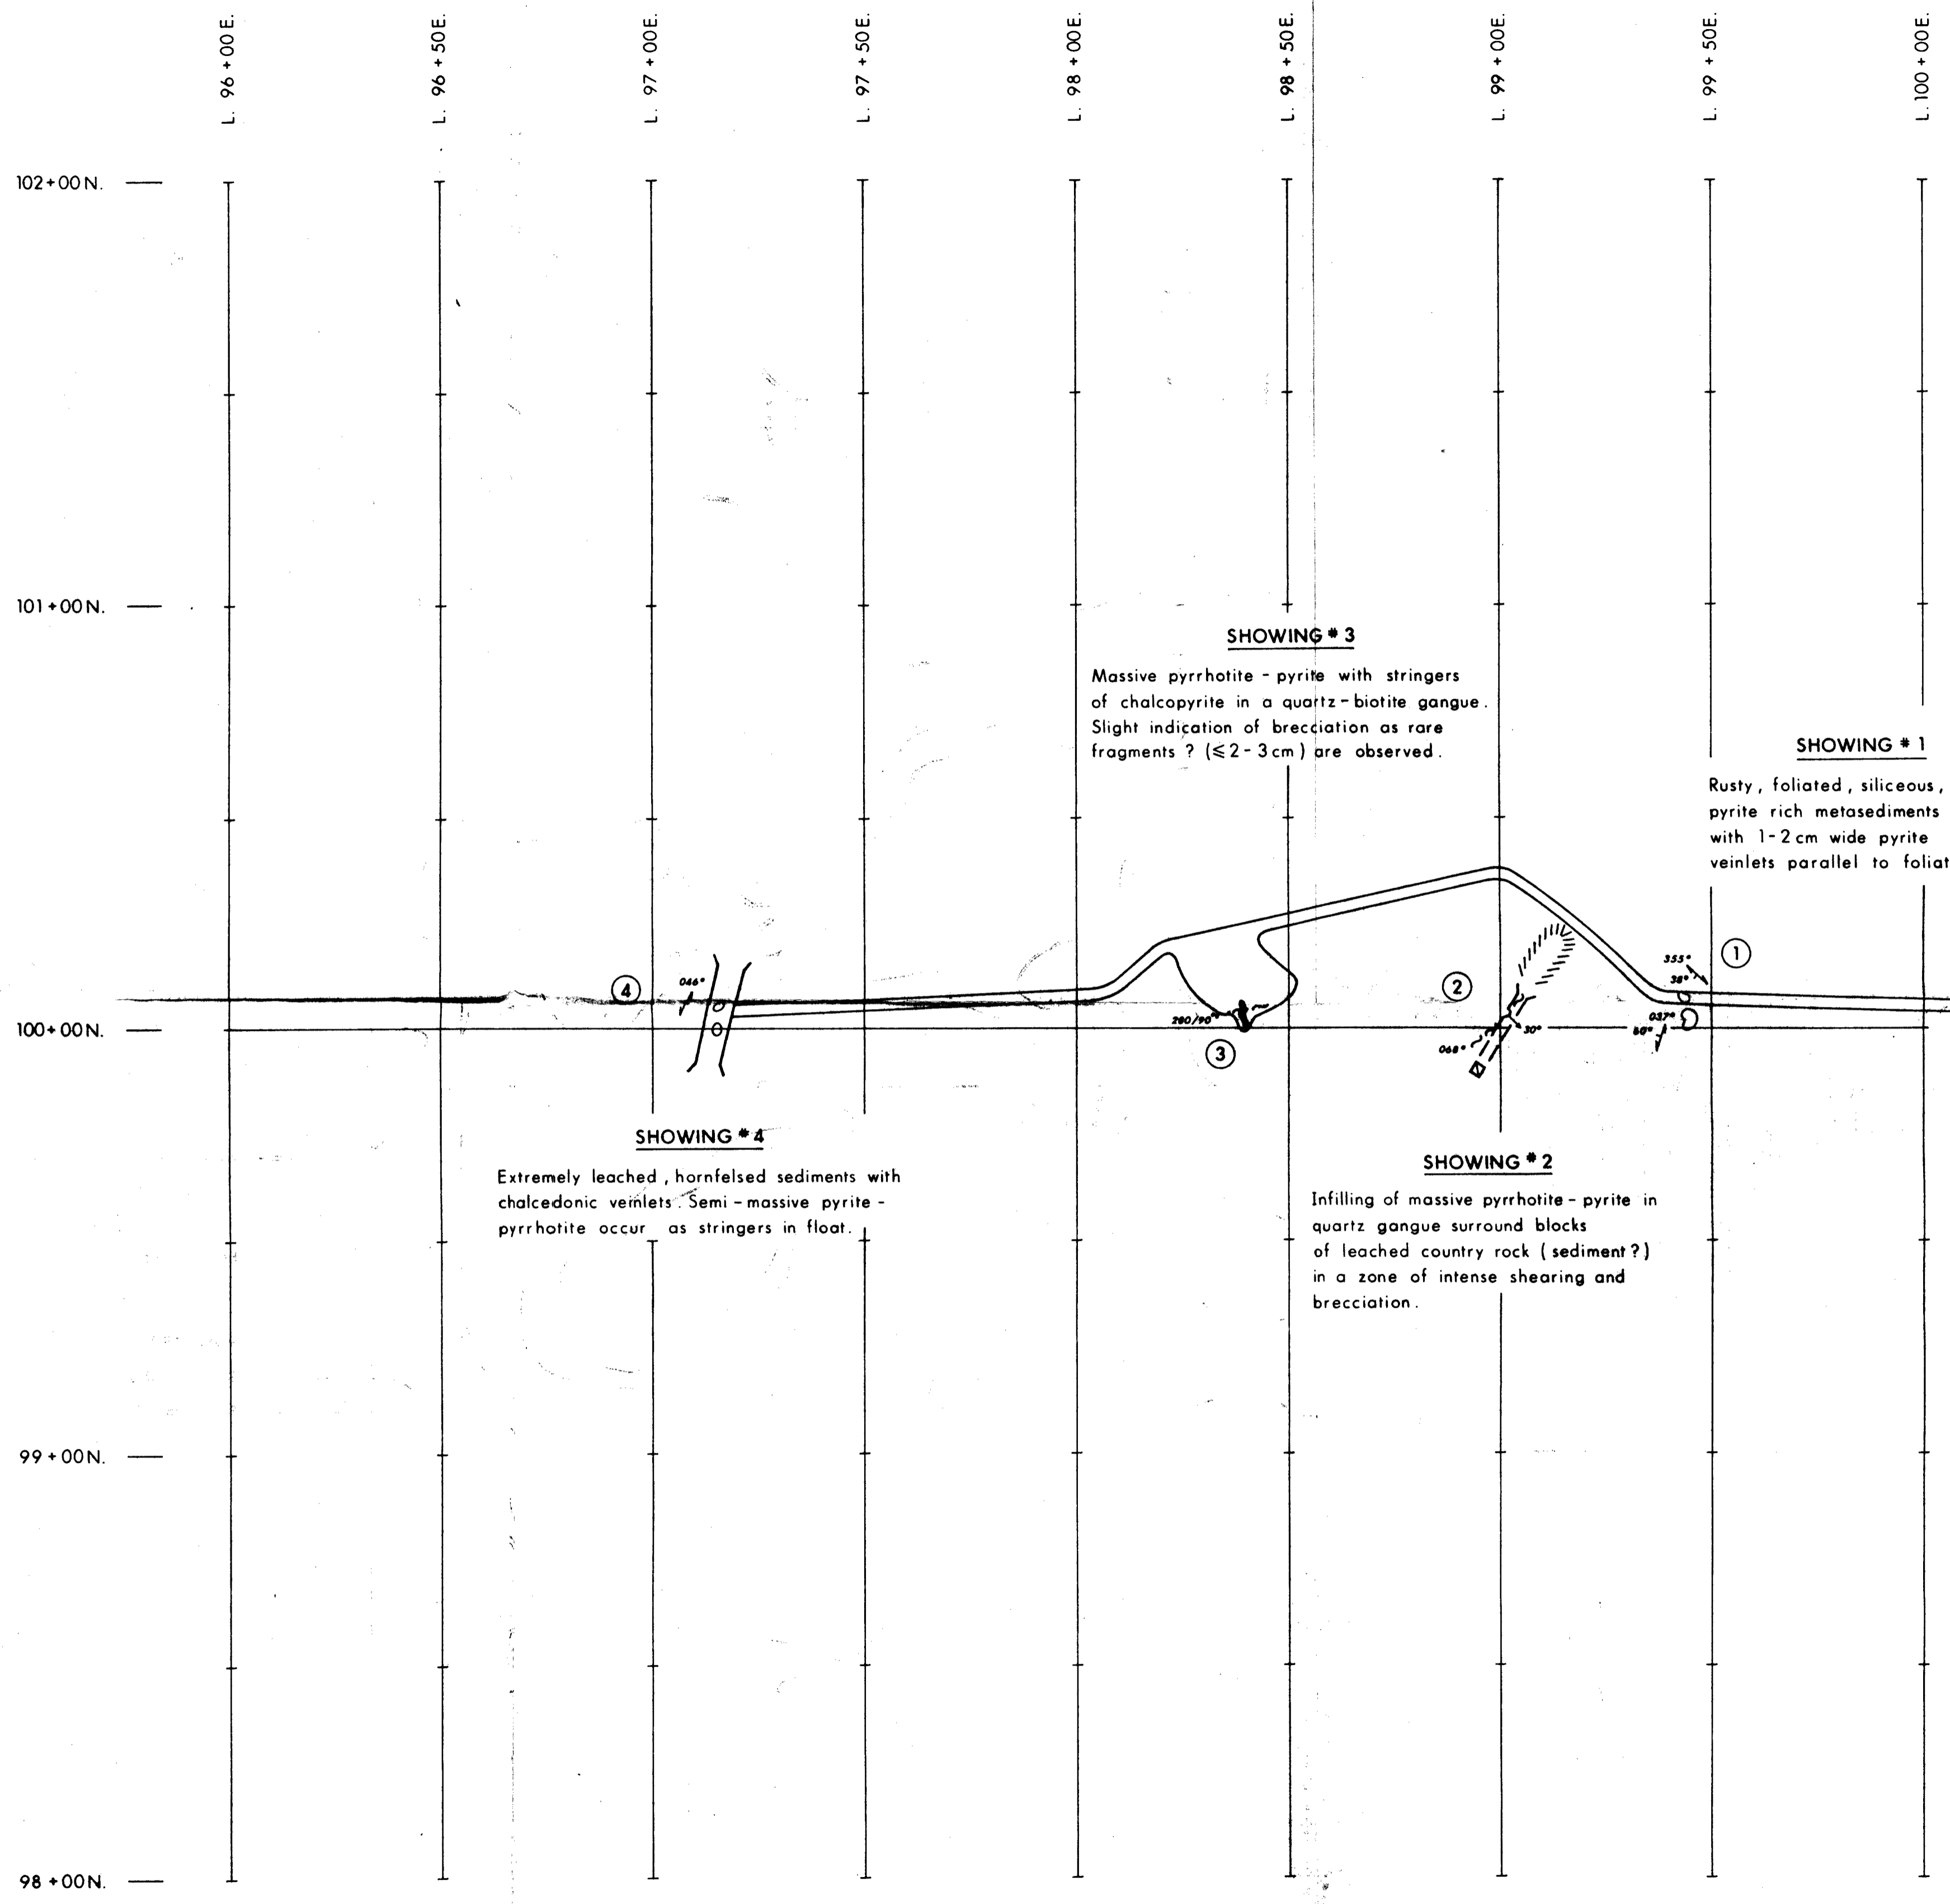 L. 96 + 00E.
L. 96 + 50E.
L. 97 + 00E.
L. 97 + 50E.
L. 98 + 00E.
L. 98 + 50E.
L. 99 + 00E.
L. 99 + 50E.
L. 100 + 00E.
102+00N.
101+00N.
SHOWING # 3
Massive pyrrhotite - pyrite with stringers
of chalcopyrite in a quartz - biotite gangue.
Slight indication of brecciation as rare
fragments ? (≤2 - 3 cm) are observed.
SHOWING # 1
Rusty, foliated, siliceous,
pyrite rich metasediments
with 1-2 cm wide pyrite
veinlets parallel to foliat
1
355°
38°
4
046°
2
100+00N.
280/90°
037°
60°
30°
068°
3
SHOWING # 4
Extremely leached, hornfelsed sediments with
chalcedonic veinlets. Semi - massive pyrite -
pyrrhotite occur as stringers in float.
SHOWING # 2
Infilling of massive pyrrhotite - pyrite in
quartz gangue surround blocks
of leached country rock (sediment?)
in a zone of intense shearing and
brecciation.
99+00N.
98+00N.